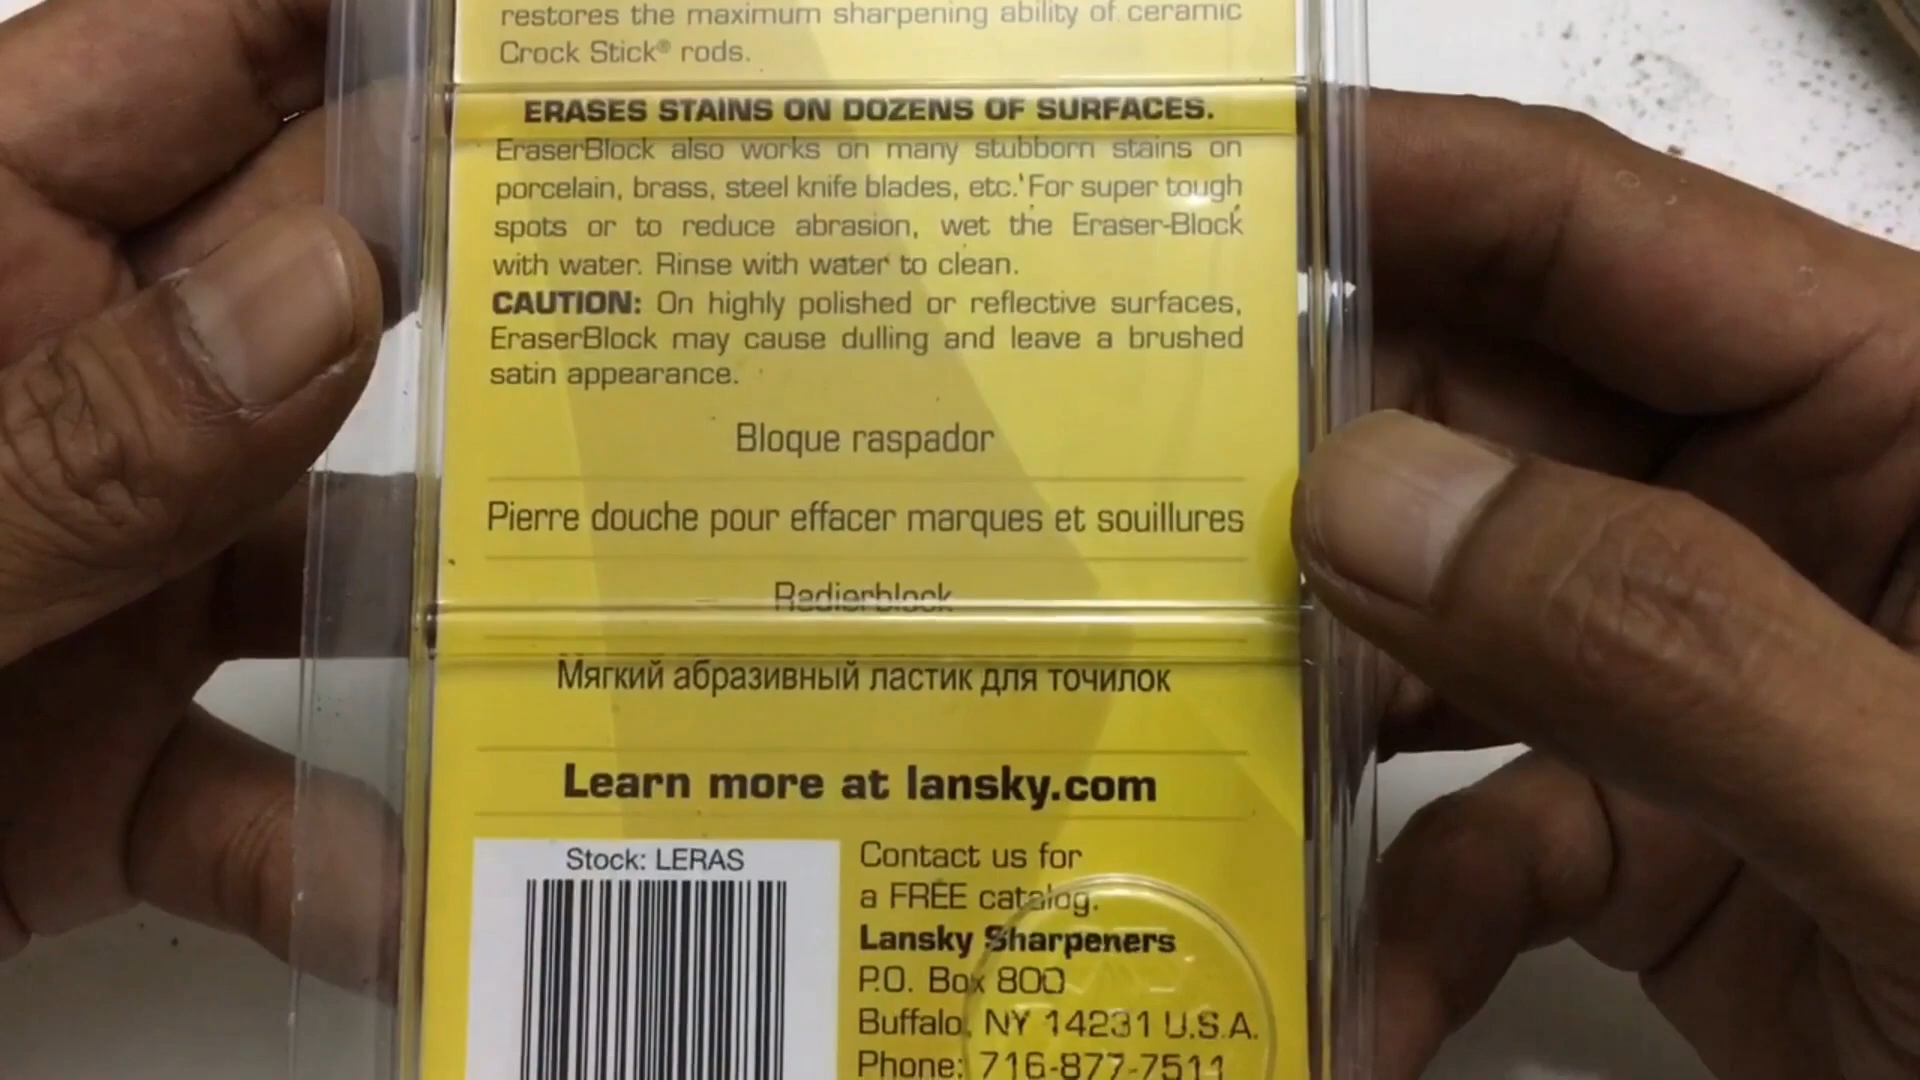 restores the maximum sharpening ability of ceramic
Crock Stick® rods.
ERASES STAINS ON DOZENS OF SURFACES.
EraserBlock also works on many stubborn stains on
porcelain, brass, steel knife blades, etc. For super tough
spots or to reduce abrasion, wet the Eraser-Block
with water. Rinse with water to clean.
CAUTION: On highly polished or reflective surfaces,
EraserBlock may cause dulling and leave a brushed
satin appearance.
Bloque raspador
Pierre douche pour effacer marques et souillures
Radierblock
Мягкий абразивный ластик для точилок
Learn more at lansky.com
Stock: LERAS
Contact us for
a FREE catalog.
Lansky Sharpeners
P.O. Box 800
Buffalo, NY 14231 U.S.A.
Phone: 716-877-7511